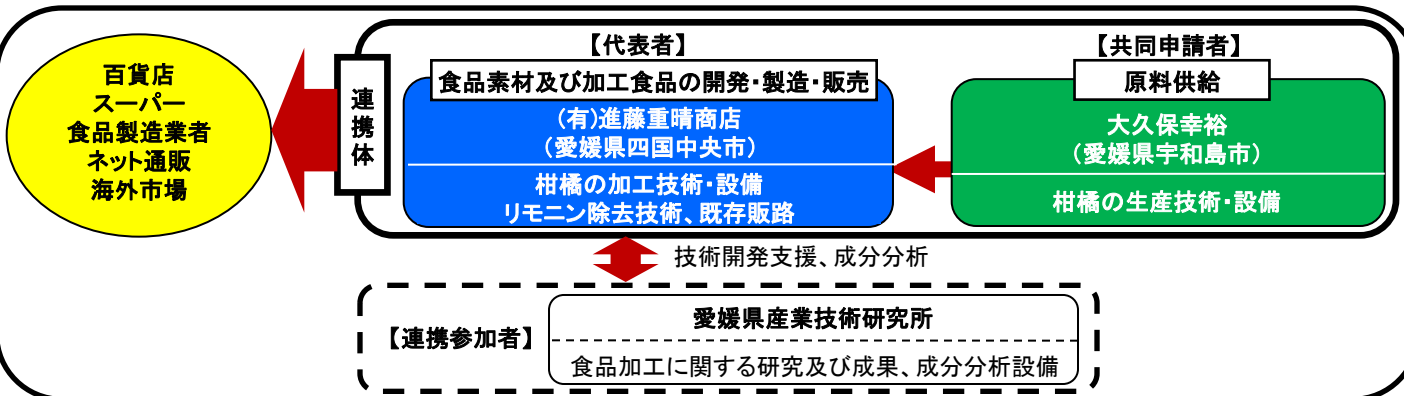 百貨店
スーパー
食品製造業者
ネット通販
海外市場
連携体
【代表者】
食品素材及び加工食品の開発・製造・販売
(有)進藤重晴商店
(愛媛県四国中央市)
柑橘の加工技術・設備
リモニン除去技術、既存販路
【共同申請者】
原料供給
大久保幸裕
(愛媛県宇和島市)
柑橘の生産技術・設備
技術開発支援、成分分析
【連携参加者】
愛媛県産業技術研究所
食品加工に関する研究及び成果、成分分析設備